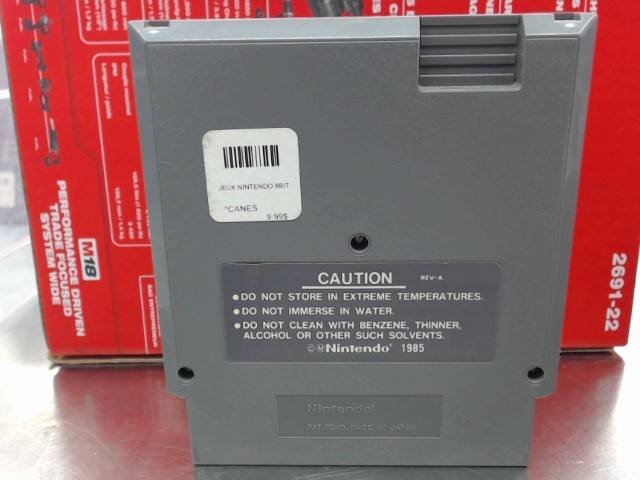 JEUX NINTENDO 8BIT
*CANES
9.99$
CAUTION REV-A
●DO NOT STORE IN EXTREME TEMPERATURES.
●DO NOT IMMERSE IN WATER.
●DO NOT CLEAN WITH BENZENE, THINNER,
ALCOHOL OR OTHER SUCH SOLVENTS.
©ⓂNintendo® 1985
Nintendo®
PAT. PEND. MADE IN JAPAN
M18
PERFORMANCE DRIVEN
TRADE FOCUSED
SYSTEM WIDE
2691-22